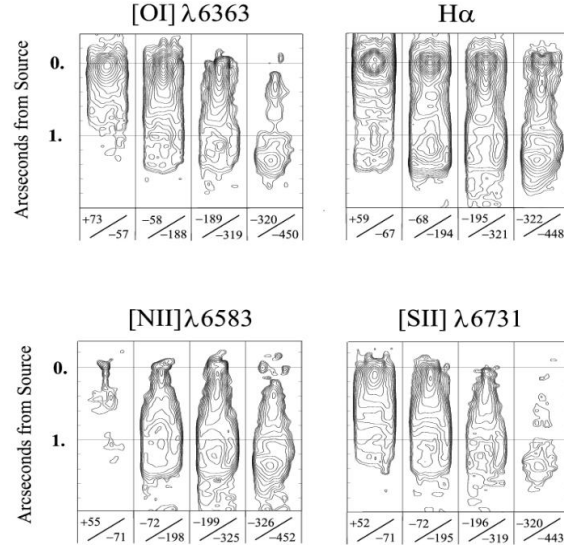 [OI] λ6363
Hα
Arcseconds from Source
0.
1.
+73 −58 −189 −320
−57 −188 −319 −450
+59 −68 −195 −322
−67 −194 −321 −448
[NII] λ6583
[SII] λ6731
Arcseconds from Source
0.
1.
+55 −72 −199 −326
−71 −198 −325 −452
+52 −72 −196 −320
−71 −195 −319 −443